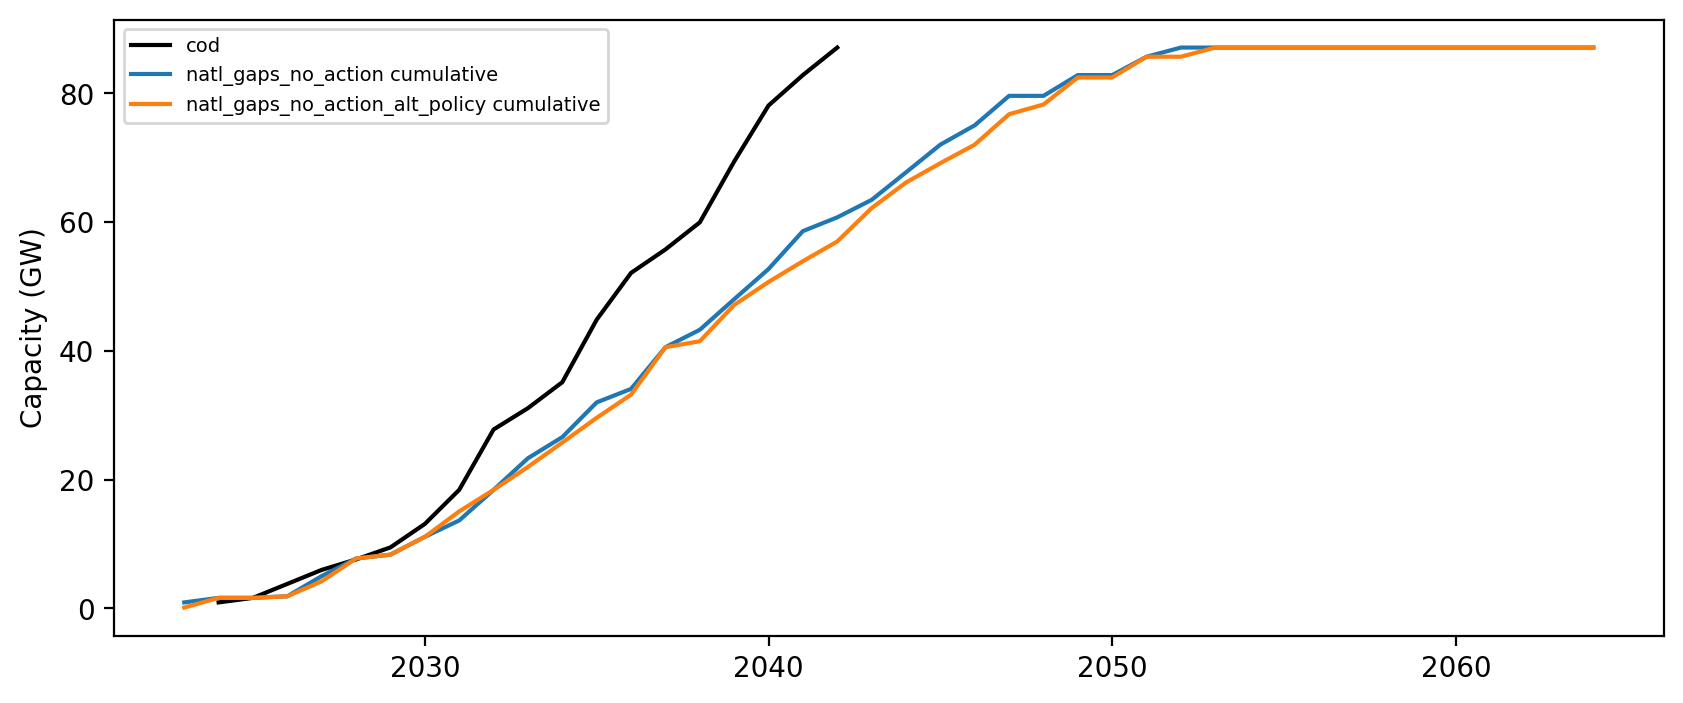 cod
natl_gaps_no_action cumulative
natl_gaps_no_action_alt_policy cumulative
Capacity (GW)
80
60
40
20
0
2030 2040 2050 2060